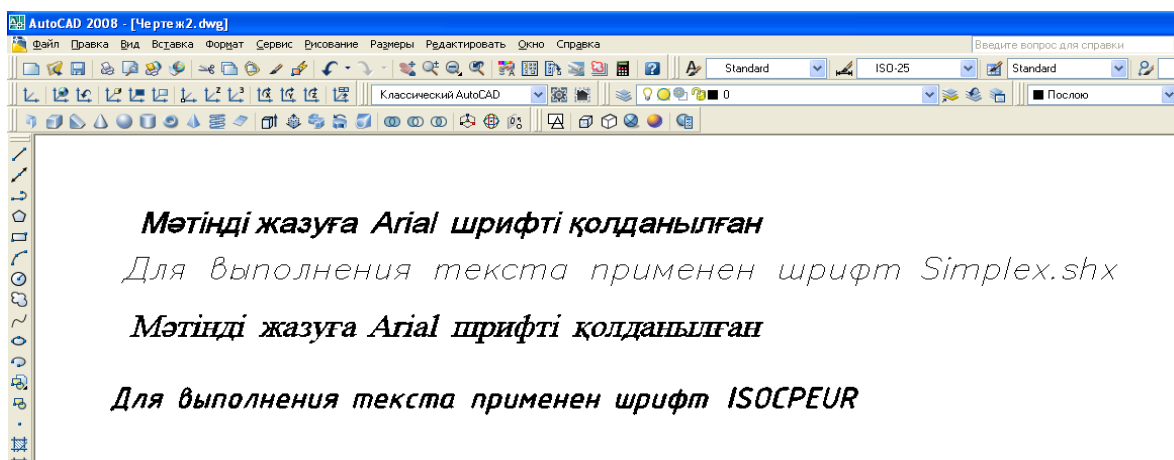 AutoCAD 2008 - [Чертеж2.dwg]
Файл Правка Вид Вставка Формат Сервис Рисование Размеры Редактировать Окно Справка Введите вопрос для справки
Standard ISO-25 Standard
Классический AutoCAD 0 Послою
Мәтінді жазуға Arial шрифті қолданылған
Для выполнения текста применен шрифт Simplex.shx
Мәтінді жазуға Arial шрифті қолданылған
Для выполнения текста применен шрифт ISOCPEUR